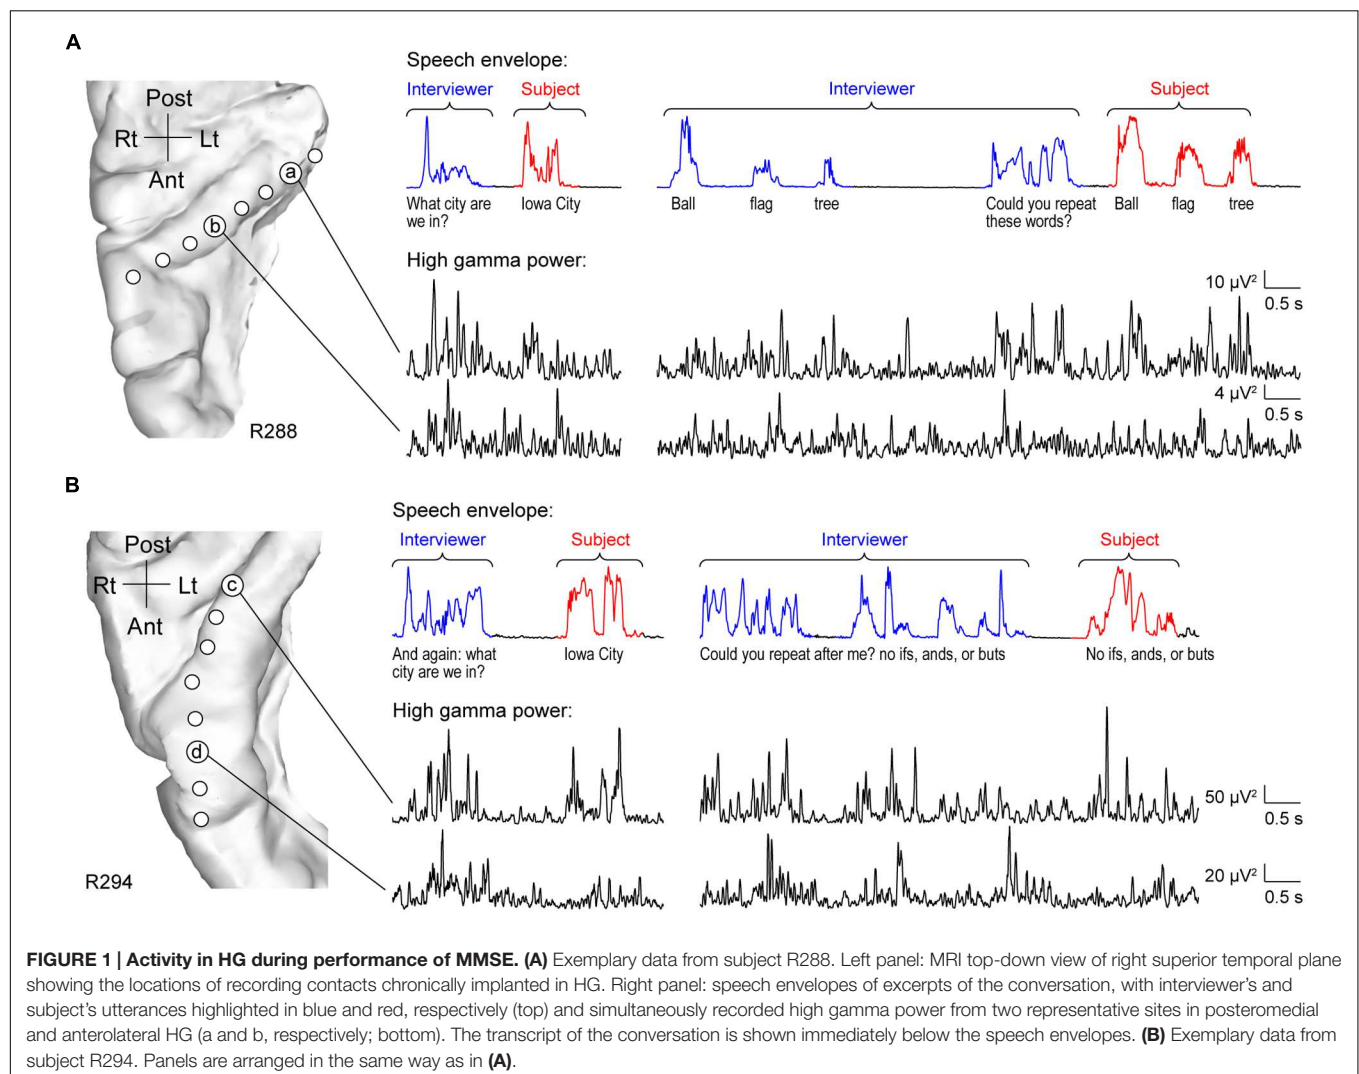 A
Speech envelope:
Interviewer
Subject
Interviewer
Subject
Post
Rt
Lt
Ant
a
b
What city are
we in?
Iowa City
Ball
flag
tree
Could you repeat
these words?
Ball
flag
tree
High gamma power:
10 µV²
0.5 s
4 µV²
0.5 s
R288
B
Speech envelope:
Interviewer
Subject
Interviewer
Subject
Post
Rt
Lt
Ant
c
d
And again: what
city are we in?
Iowa City
Could you repeat after me? no ifs, ands, or buts
No ifs, ands, or buts
High gamma power:
50 µV²
0.5 s
20 µV²
0.5 s
R294
FIGURE 1 | Activity in HG during performance of MMSE. (A) Exemplary data from subject R288. Left panel: MRI top-down view of right superior temporal plane
showing the locations of recording contacts chronically implanted in HG. Right panel: speech envelopes of excerpts of the conversation, with interviewer's and
subject's utterances highlighted in blue and red, respectively (top) and simultaneously recorded high gamma power from two representative sites in posteromedial
and anterolateral HG (a and b, respectively; bottom). The transcript of the conversation is shown immediately below the speech envelopes. (B) Exemplary data from
subject R294. Panels are arranged in the same way as in (A).